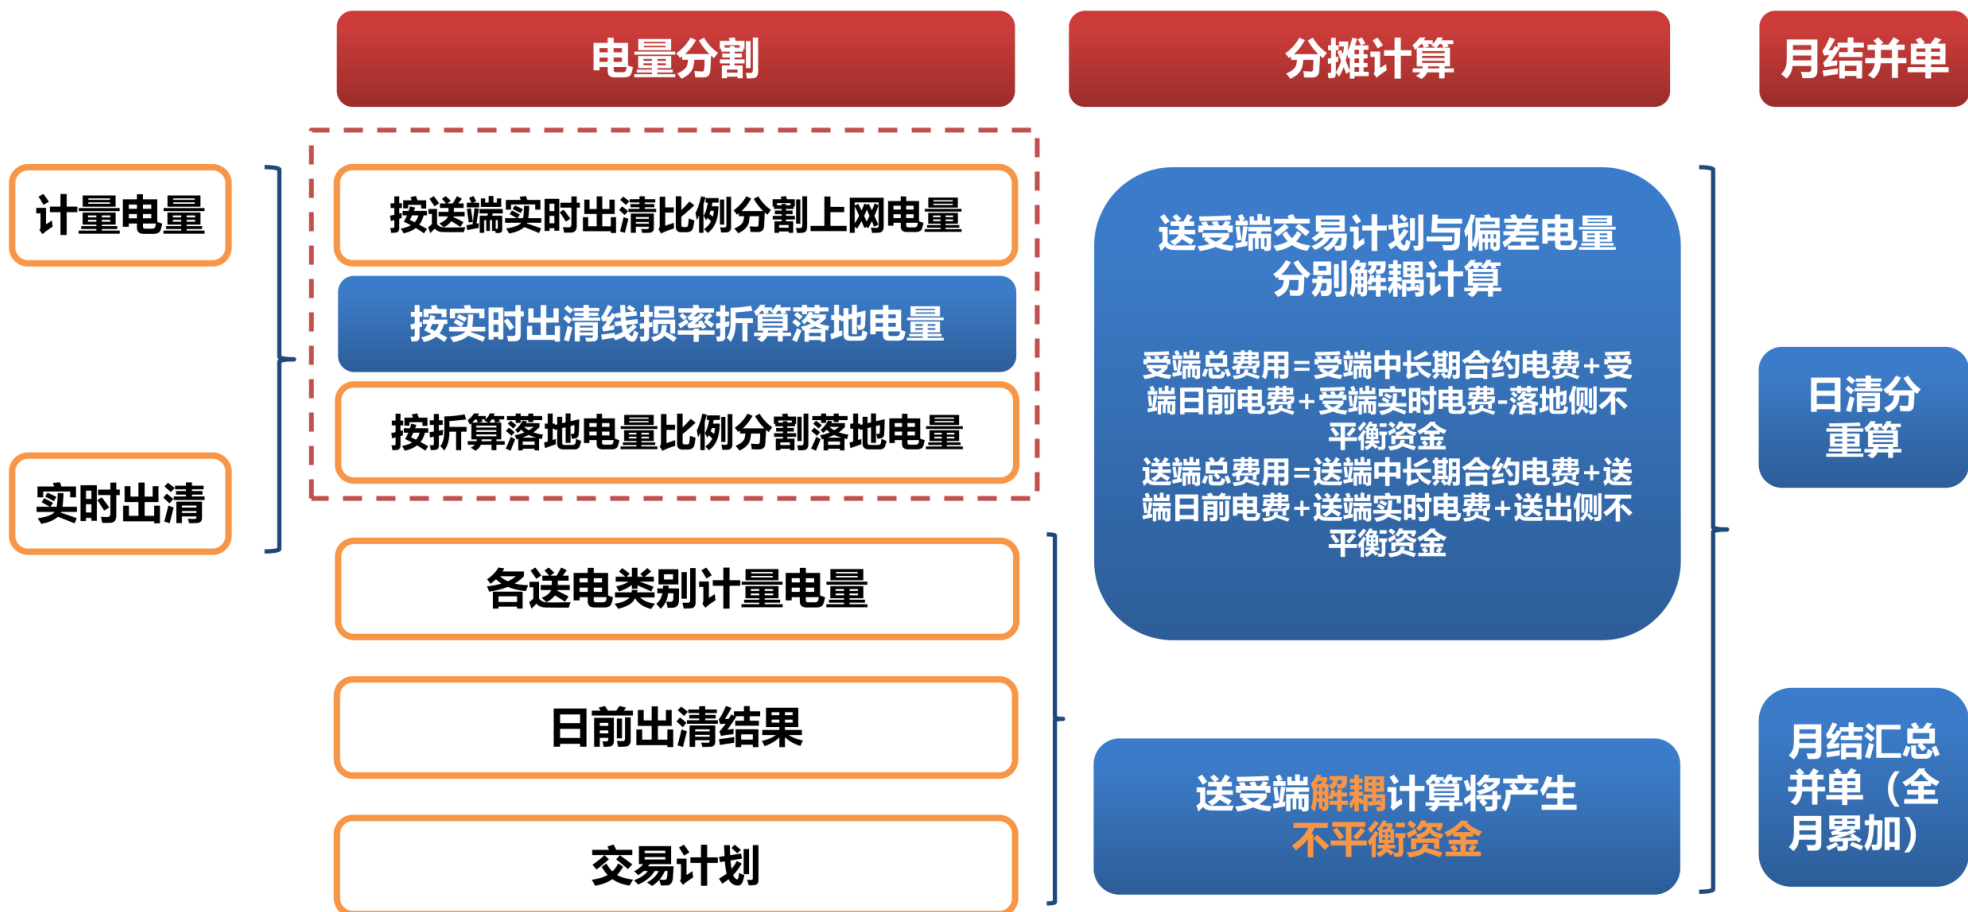 电量分割
分摊计算
月结并单
计量电量
实时出清
按送端实时出清比例分割上网电量
按实时出清线损率折算落地电量
按折算落地电量比例分割落地电量
各送电类别计量电量
日前出清结果
交易计划
送受端交易计划与偏差电量
分别解耦计算
受端总费用=受端中长期合约电费+受
端日前电费+受端实时电费-落地侧不
平衡资金
送端总费用=送端中长期合约电费+送
端日前电费+送端实时电费+送出侧不
平衡资金
送受端解耦计算将产生
不平衡资金
日清分
重算
月结汇总
并单（全
月累加）